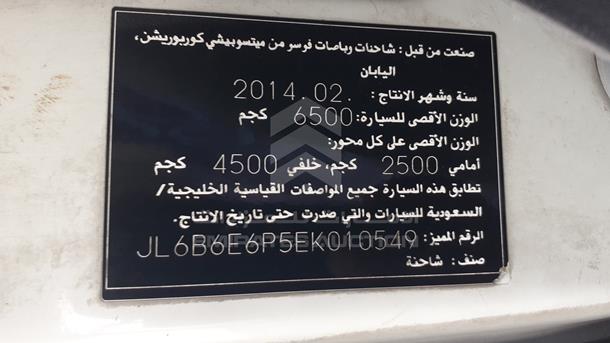 صنعت من قبل : شاحنات وباصات فوسو من ميتسوبيشي كوربوريشن،
اليابان
سنة وشهر الانتاج : 2014.02.
الوزن الأقصى للسيارة: 6500 كجم
الوزن الأقصى على كل محور:
أمامي 2500 كجم، خلفي 4500 كجم
تطابق هذه السيارة جميع المواصفات القياسية الخليجية/
السعودية للسيارات والتي صدرت حتى تاريخ الانتاج.
الرقم المميز: JL6B6E6P5EK010549
صنف : شاحنة
EMIRATES AUCTION